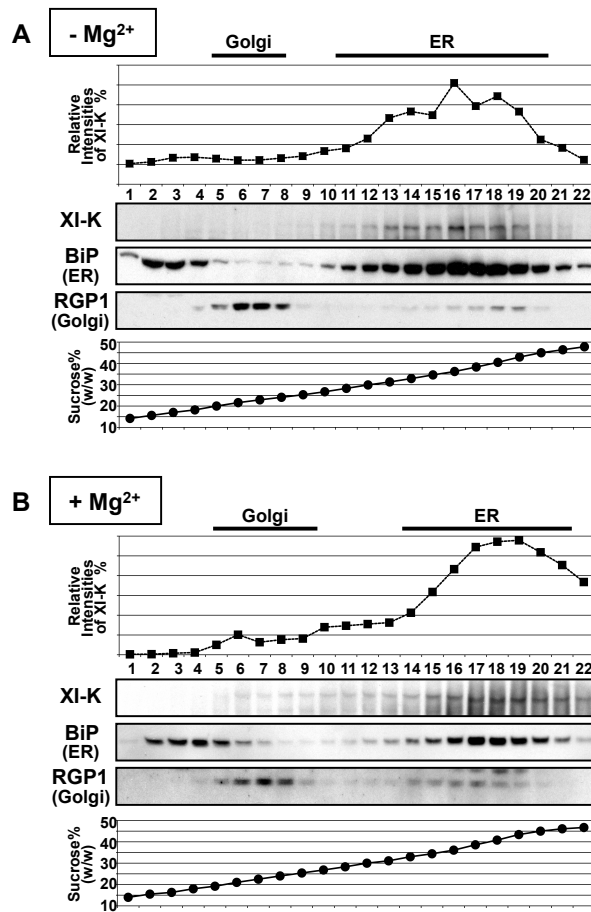 A
- Mg²⁺
Golgi
ER
Relative
Intensities
of XI-K %
1 2 3 4 5 6 7 8 9 10 11 12 13 14 15 16 17 18 19 20 21 22
XI-K
BiP
(ER)
RGP1
(Golgi)
Sucrose%
(w/w)
50
40
30
20
10
B
+ Mg²⁺
Golgi
ER
Relative
Intensities
of XI-K %
1 2 3 4 5 6 7 8 9 10 11 12 13 14 15 16 17 18 19 20 21 22
XI-K
BiP
(ER)
RGP1
(Golgi)
Sucrose%
(w/w)
50
40
30
20
10